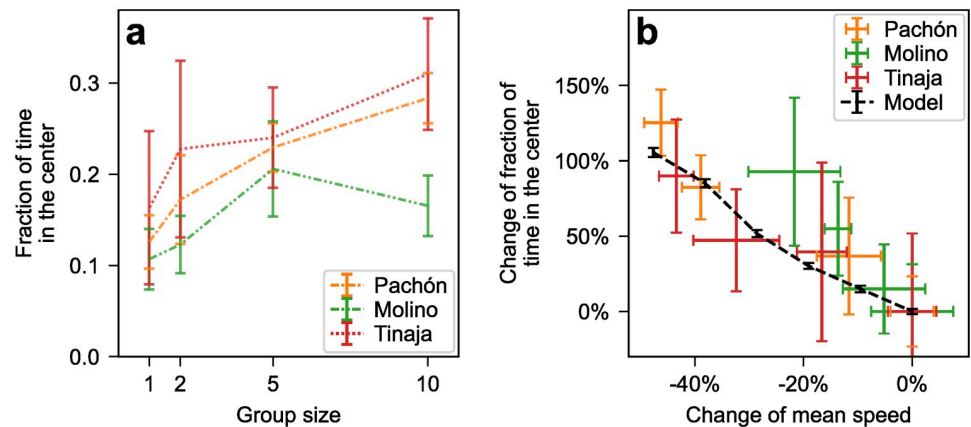 a
Fraction of time
in the center
0.3
0.2
0.1
0.0
1 2 5 10
Group size
Pachón
Molino
Tinaja
b
Change of fraction of
time in the center
150%
100%
50%
0%
-40% -20% 0%
Change of mean speed
Pachón
Molino
Tinaja
Model